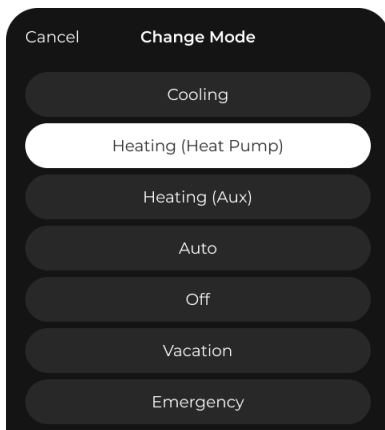 Cancel Change Mode
Cooling
Heating (Heat Pump)
Heating (Aux)
Auto
Off
Vacation
Emergency